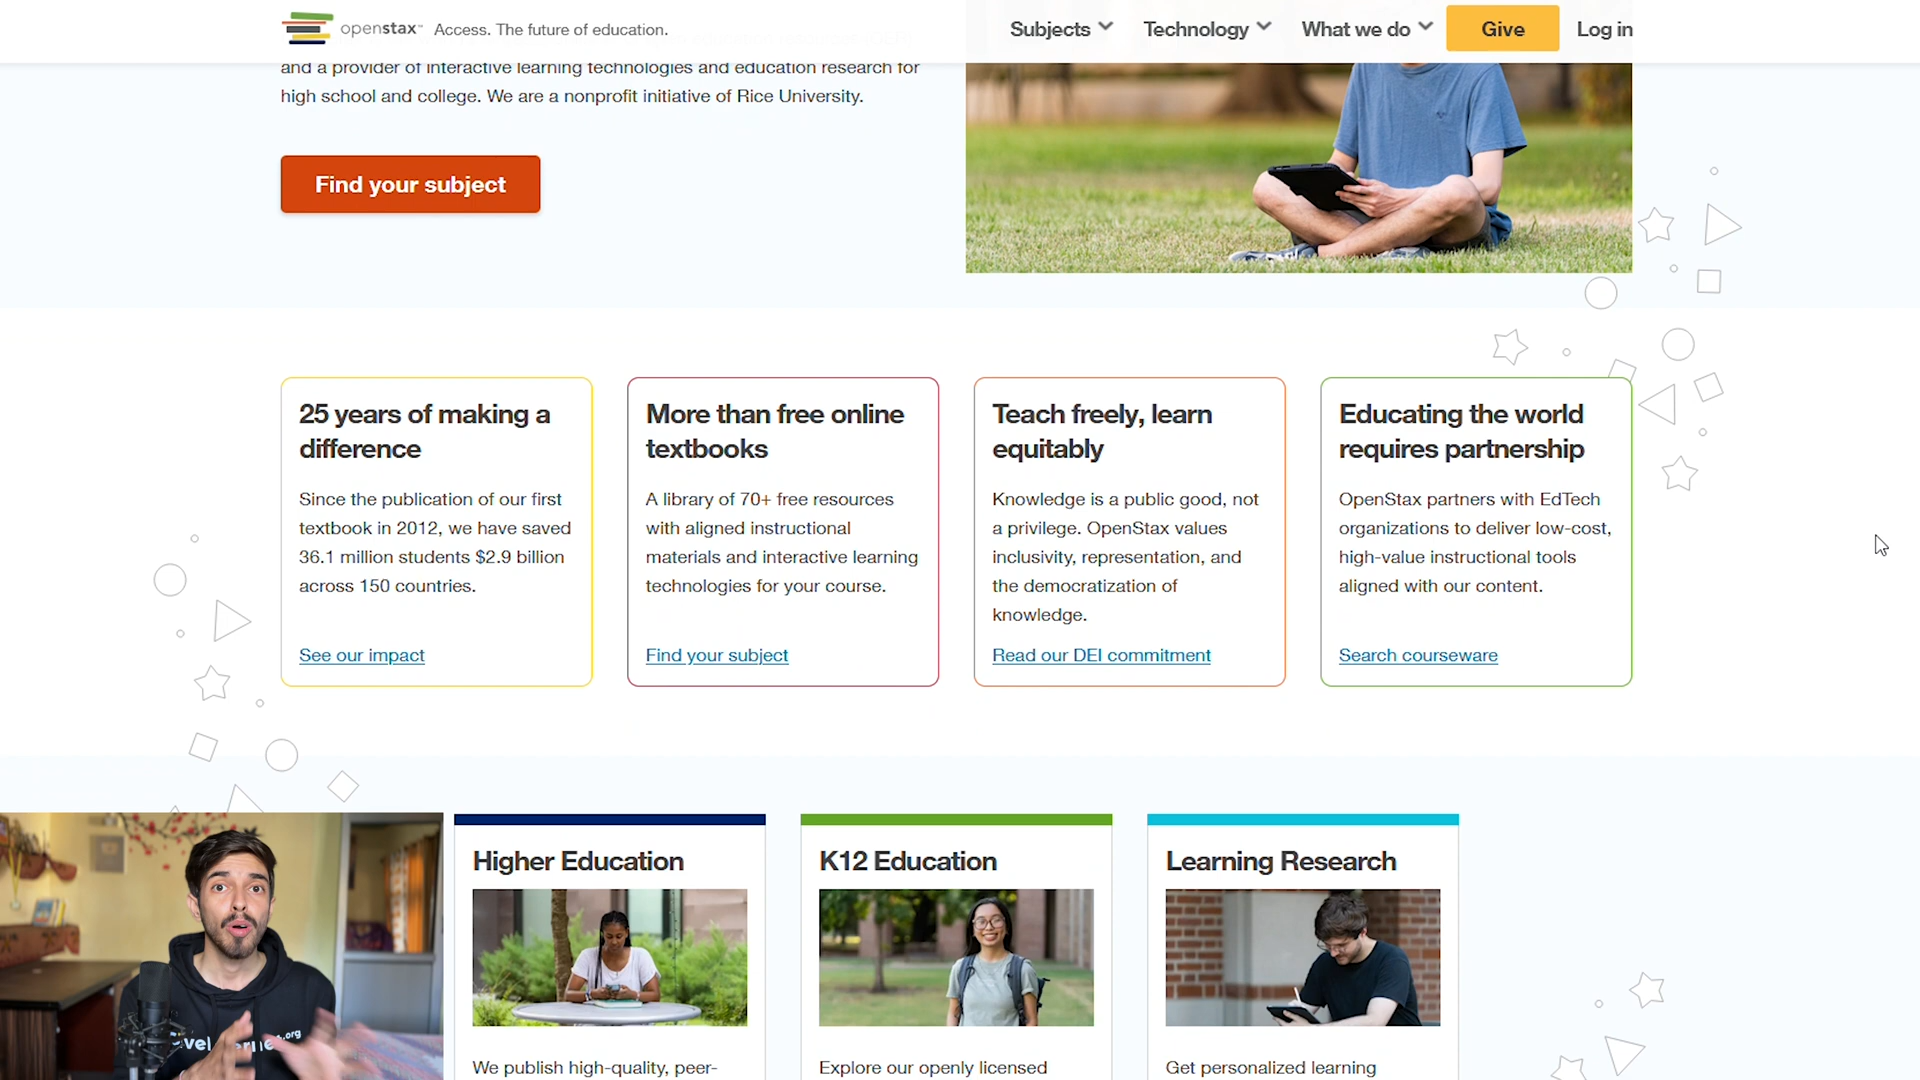 openstax™ Access. The future of education.
Subjects Technology What we do Give Log in
and a provider of interactive learning technologies and education research for
high school and college. We are a nonprofit initiative of Rice University.
Find your subject
25 years of making a
difference
Since the publication of our first
textbook in 2012, we have saved
36.1 million students $2.9 billion
across 150 countries.
See our impact
More than free online
textbooks
A library of 70+ free resources
with aligned instructional
materials and interactive learning
technologies for your course.
Find your subject
Teach freely, learn
equitably
Knowledge is a public good, not
a privilege. OpenStax values
inclusivity, representation, and
the democratization of
knowledge.
Read our DEI commitment
Educating the world
requires partnership
OpenStax partners with EdTech
organizations to deliver low-cost,
high-value instructional tools
aligned with our content.
Search courseware
Higher Education
We publish high-quality, peer-
K12 Education
Explore our openly licensed
Learning Research
Get personalized learning